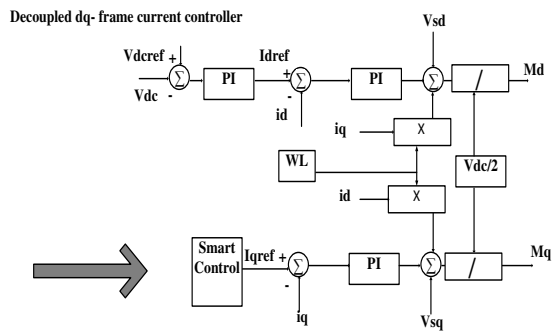 Decoupled dq- frame current controller
Vsd
Vdcref +
Σ
Vdc -
PI
Idref +
Σ
-
id
PI
Σ
/
Md
iq
X
WL
Vdc/2
id
X
Smart
Control
Iqref +
Σ
-
iq
PI
Σ
/
Mq
Vsq